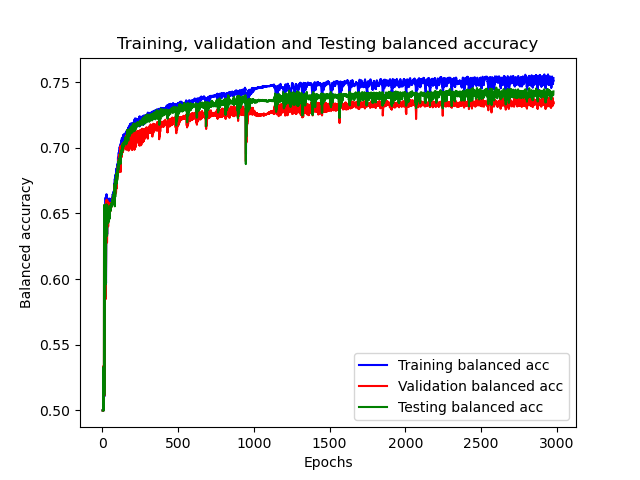 Training, validation and Testing balanced accuracy
Balanced accuracy
0.75
0.70
0.65
0.60
0.55
0.50
Training balanced acc
Validation balanced acc
Testing balanced acc
0 500 1000 1500 2000 2500 3000
Epochs